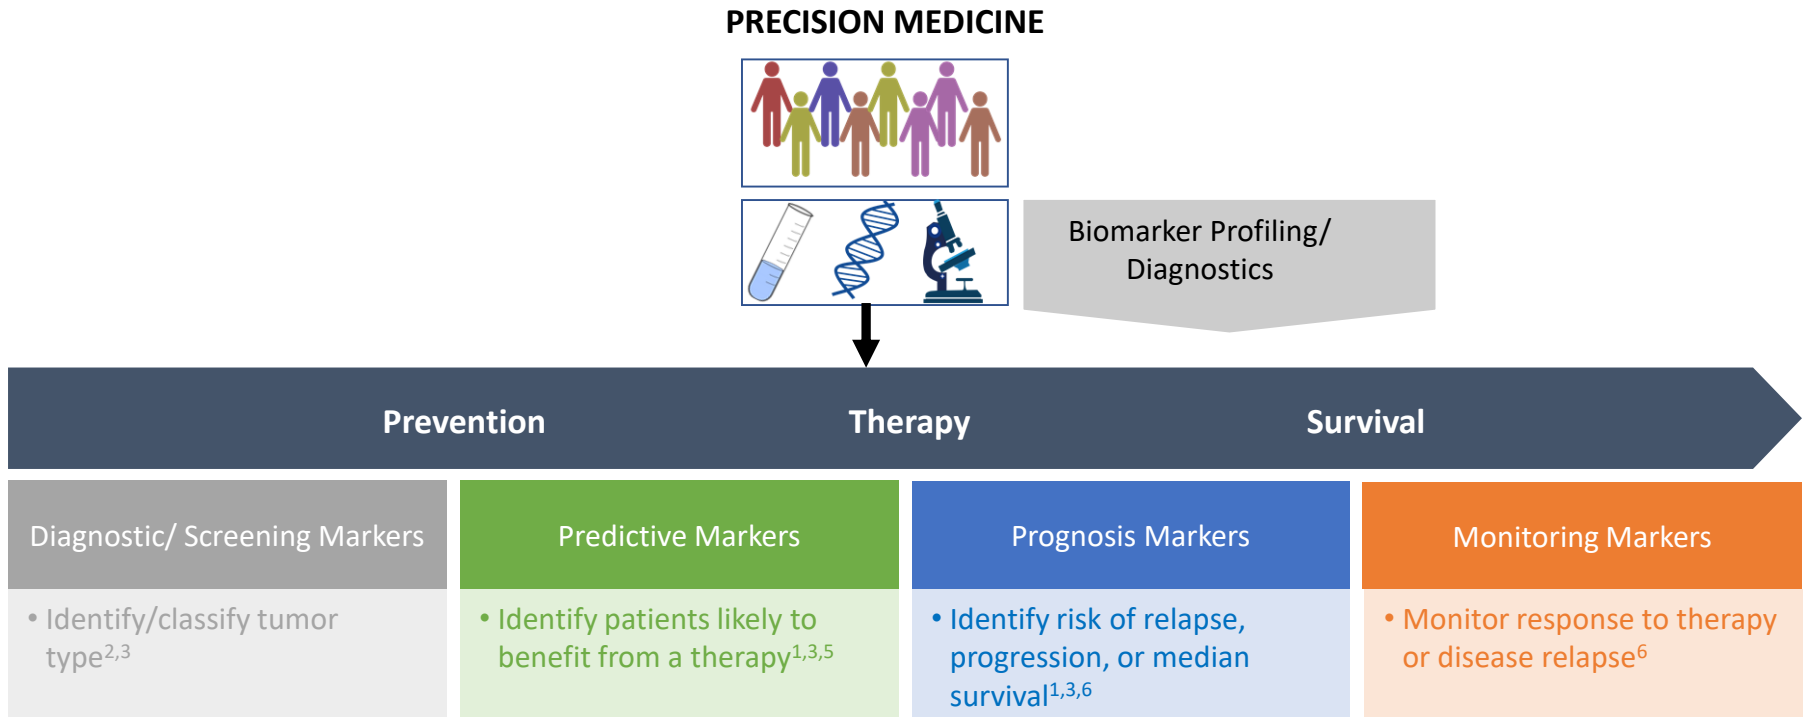 PRECISION MEDICINE
Biomarker Profiling/
Diagnostics
Prevention
Therapy
Survival
Diagnostic/ Screening Markers
• Identify/classify tumor
type2,3
Predictive Markers
• Identify patients likely to
benefit from a therapy1,3,5
Prognosis Markers
• Identify risk of relapse,
progression, or median
survival1,3,6
Monitoring Markers
• Monitor response to therapy
or disease relapse6